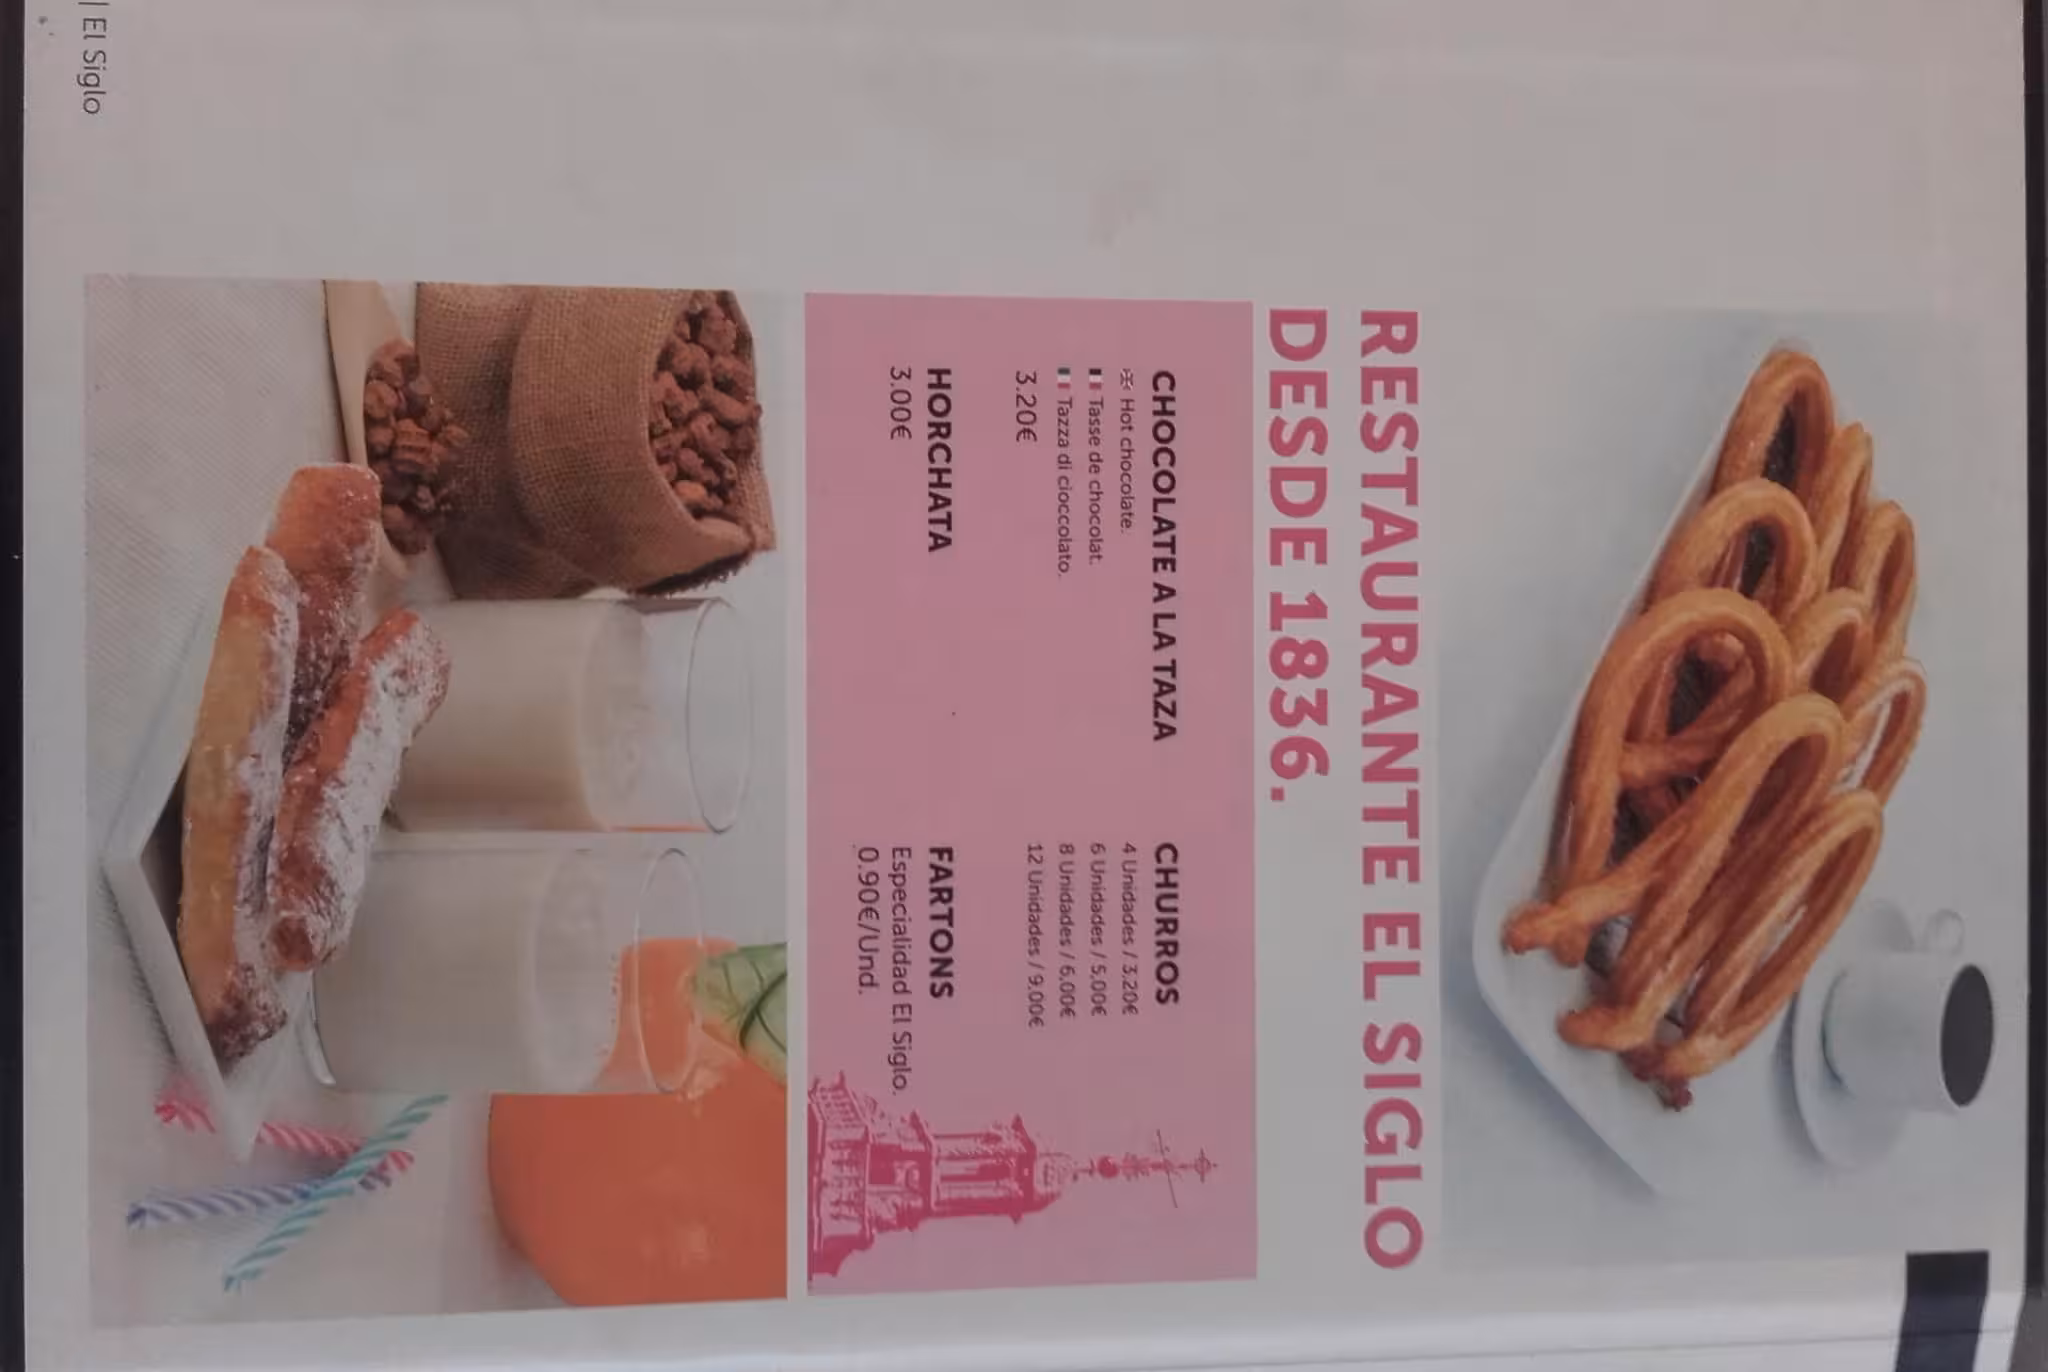 RESTAURANTE EL SIGLO
DESDE 1836.
CHOCOLATE A LA TAZA
Hot chocolate.
Tasse de chocolat.
Tazza di cioccolato.
3.20€
CHURROS
4 Unidades / 3.20€
6 Unidades / 5.00€
8 Unidades / 6.00€
12 Unidades / 9.00€
HORCHATA
3.00€
FARTONS
Especialidad El Siglo.
0.90€/Und.
| El Siglo